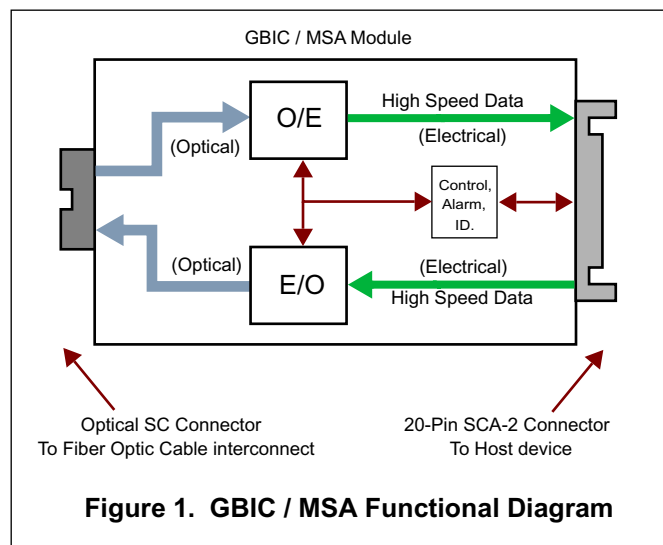 GBIC / MSA Module
O/E
High Speed Data
(Optical)
(Electrical)
Control,
Alarm,
ID.
(Optical)
(Electrical)
E/O
High Speed Data
Optical SC Connector
To Fiber Optic Cable interconnect
20-Pin SCA-2 Connector
To Host device
Figure 1. GBIC / MSA Functional Diagram